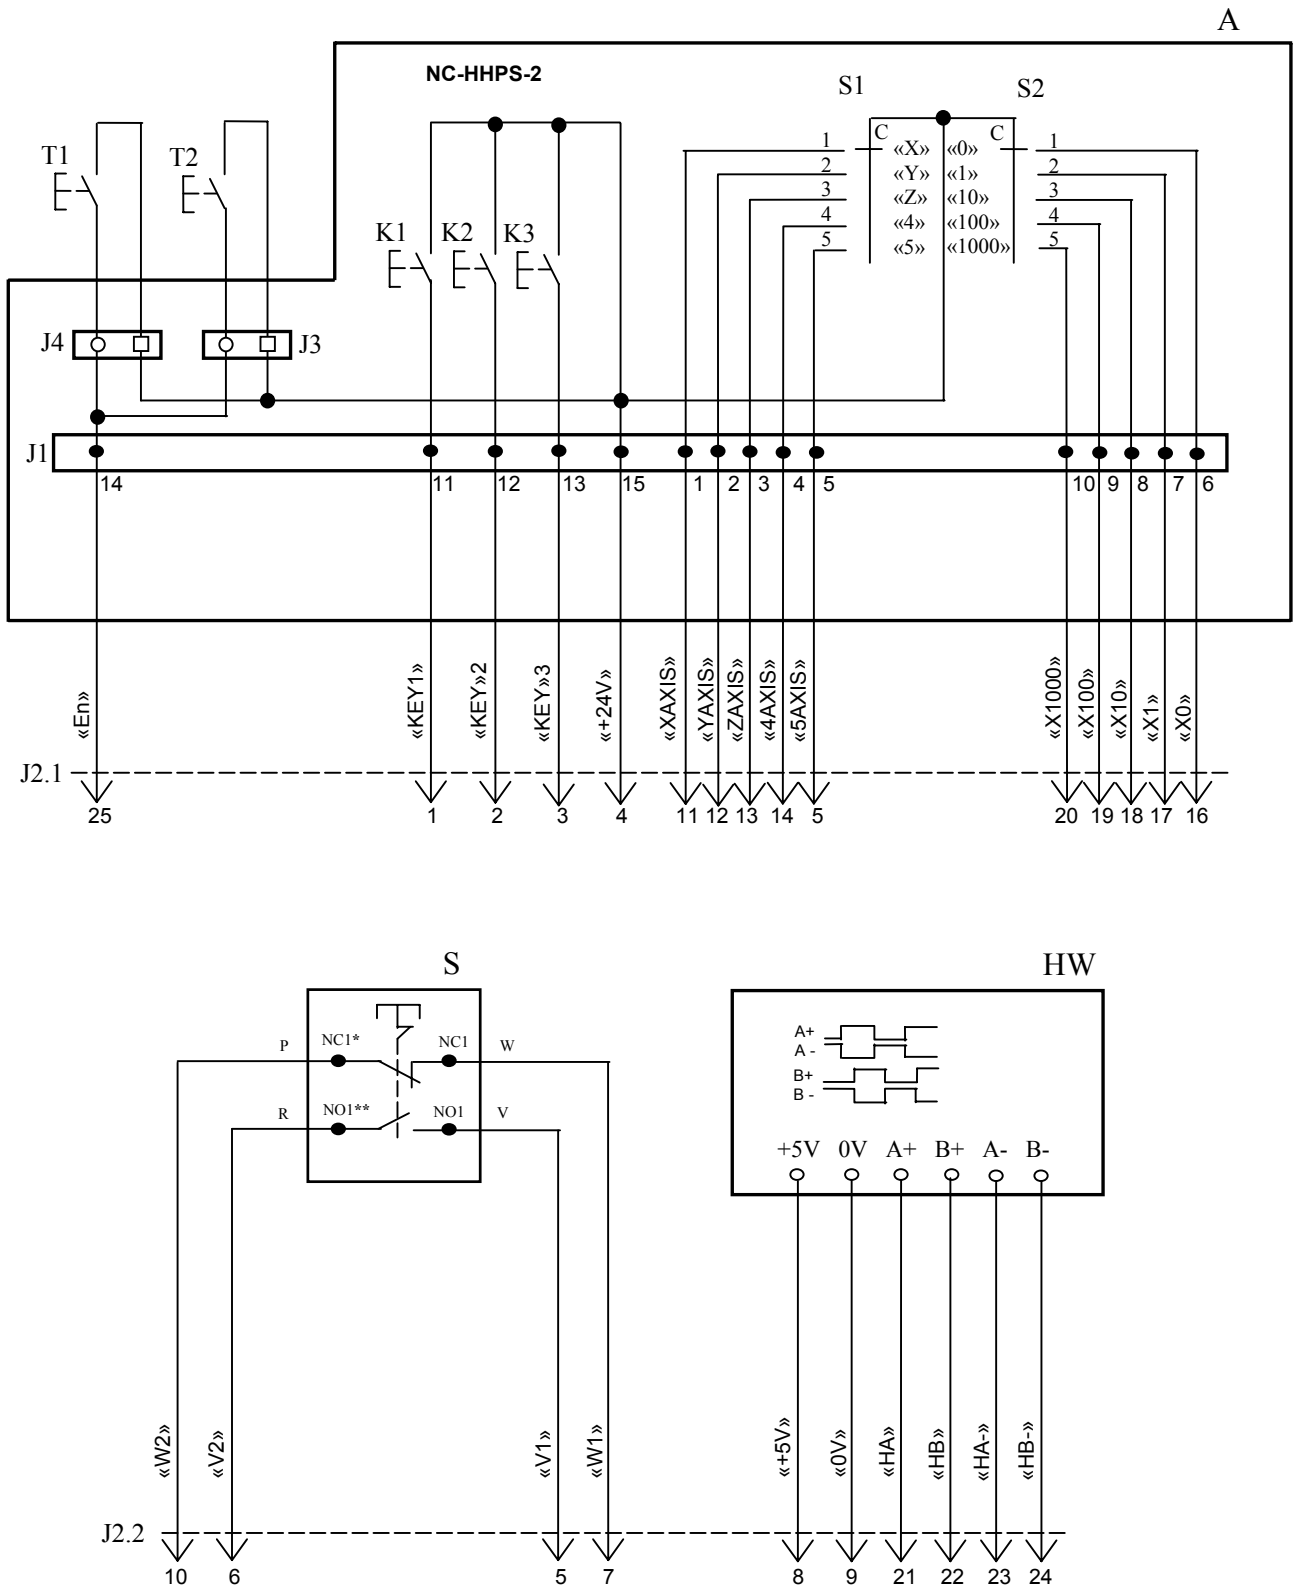 A
NC-HHPS-2
S1 S2
C C
1 «X» «0» 1
2 «Y» «1» 2
3 «Z» «10» 3
4 «4» «100» 4
5 «5» «1000» 5
T1 T2
K1 K2 K3
J4 J3
J1
14 11 12 13 15 1 2 3 4 5 10 9 8 7 6
«En» «KEY1» «KEY»2 «KEY»3 «+24V» «XAXIS» «YAXIS» «ZAXIS» «4AXIS» «5AXIS» «X1000» «X100» «X10» «X1» «X0»
J2.1
25 1 2 3 4 11 12 13 14 5 20 19 18 17 16
S HW
P NC1* NC1 W
R NO1** NO1 V
A+
A -
B+
B -
+5V 0V A+ B+ A- B-
«W2» «V2» «V1» «W1» «+5V» «0V» «HA» «HB» «HA-» «HB-»
J2.2
10 6 5 7 8 9 21 22 23 24